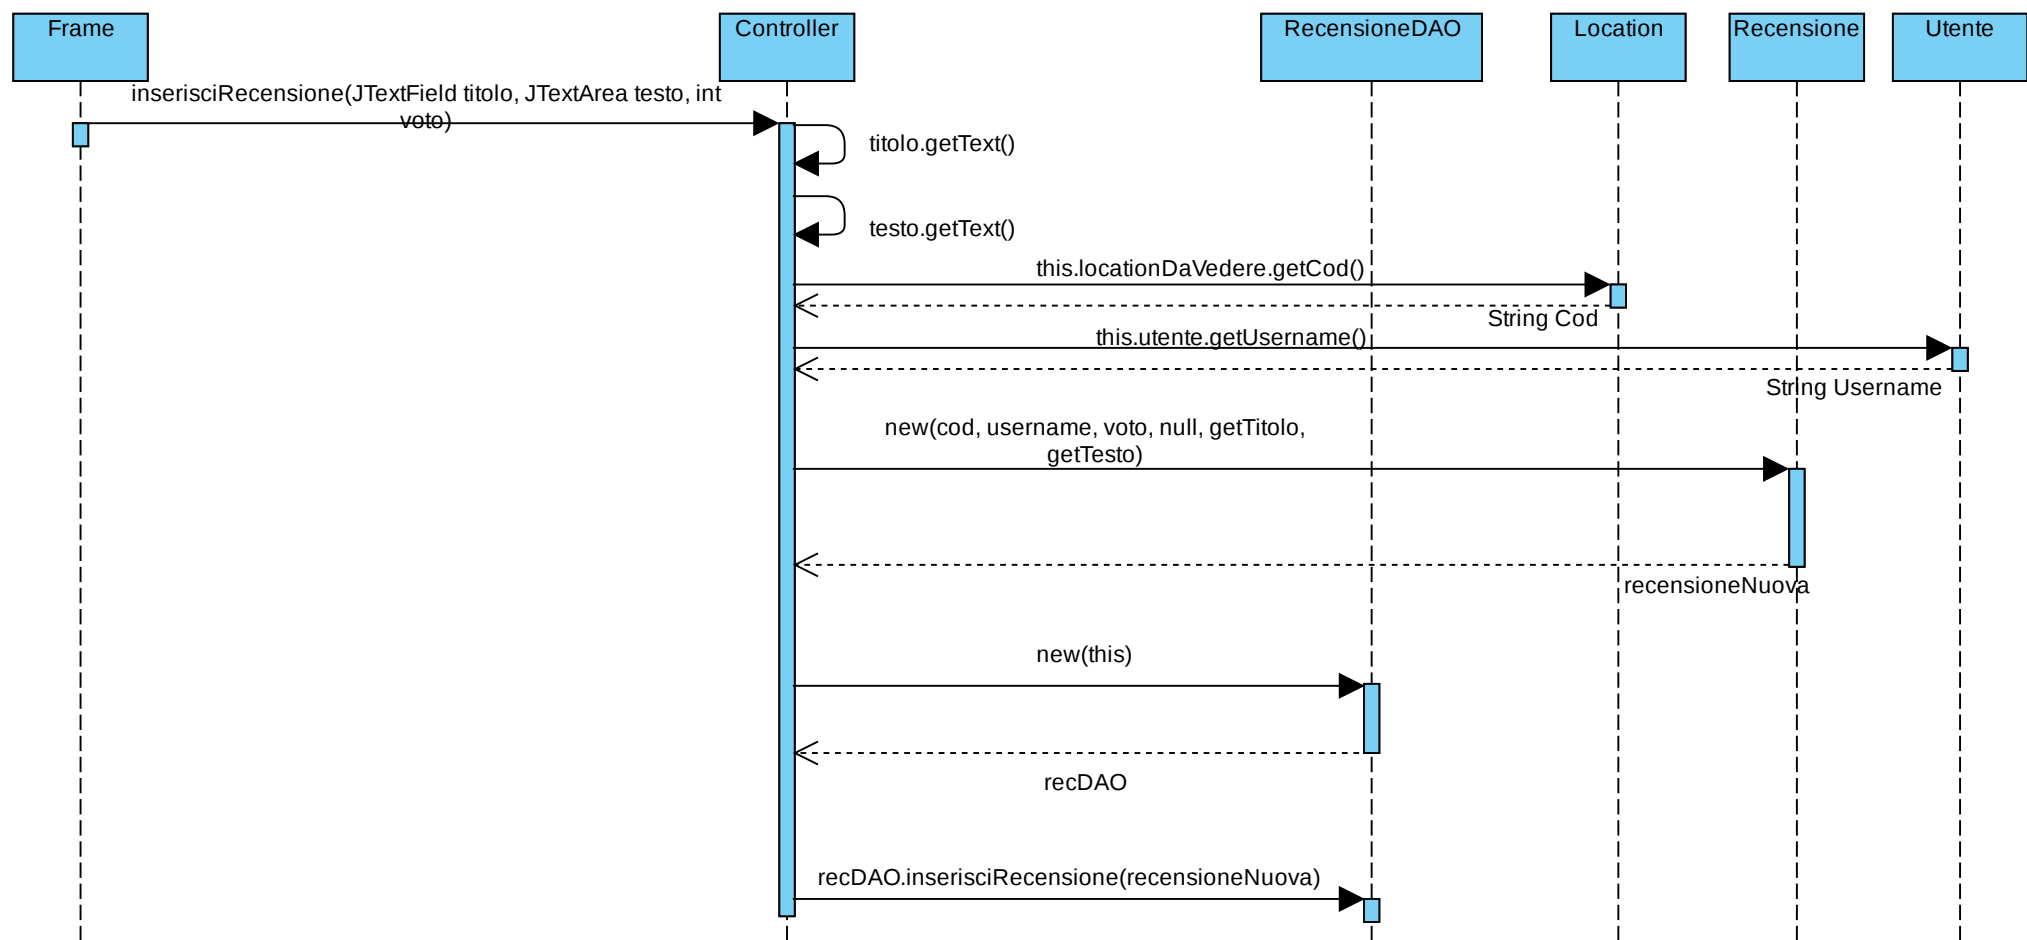 Frame
Controller
RecensioneDAO
Location
Recensione
Utente
inserisciRecensione(JTextField titolo, JTextArea testo, int
voto)
titolo.getText()
testo.getText()
this.locationDaVedere.getCod()
String Cod
this.utente.getUsername()
String Username
new(cod, username, voto, null, getTitolo,
getTesto)
recensioneNuova
new(this)
recDAO
recDAO.inserisciRecensione(recensioneNuova)